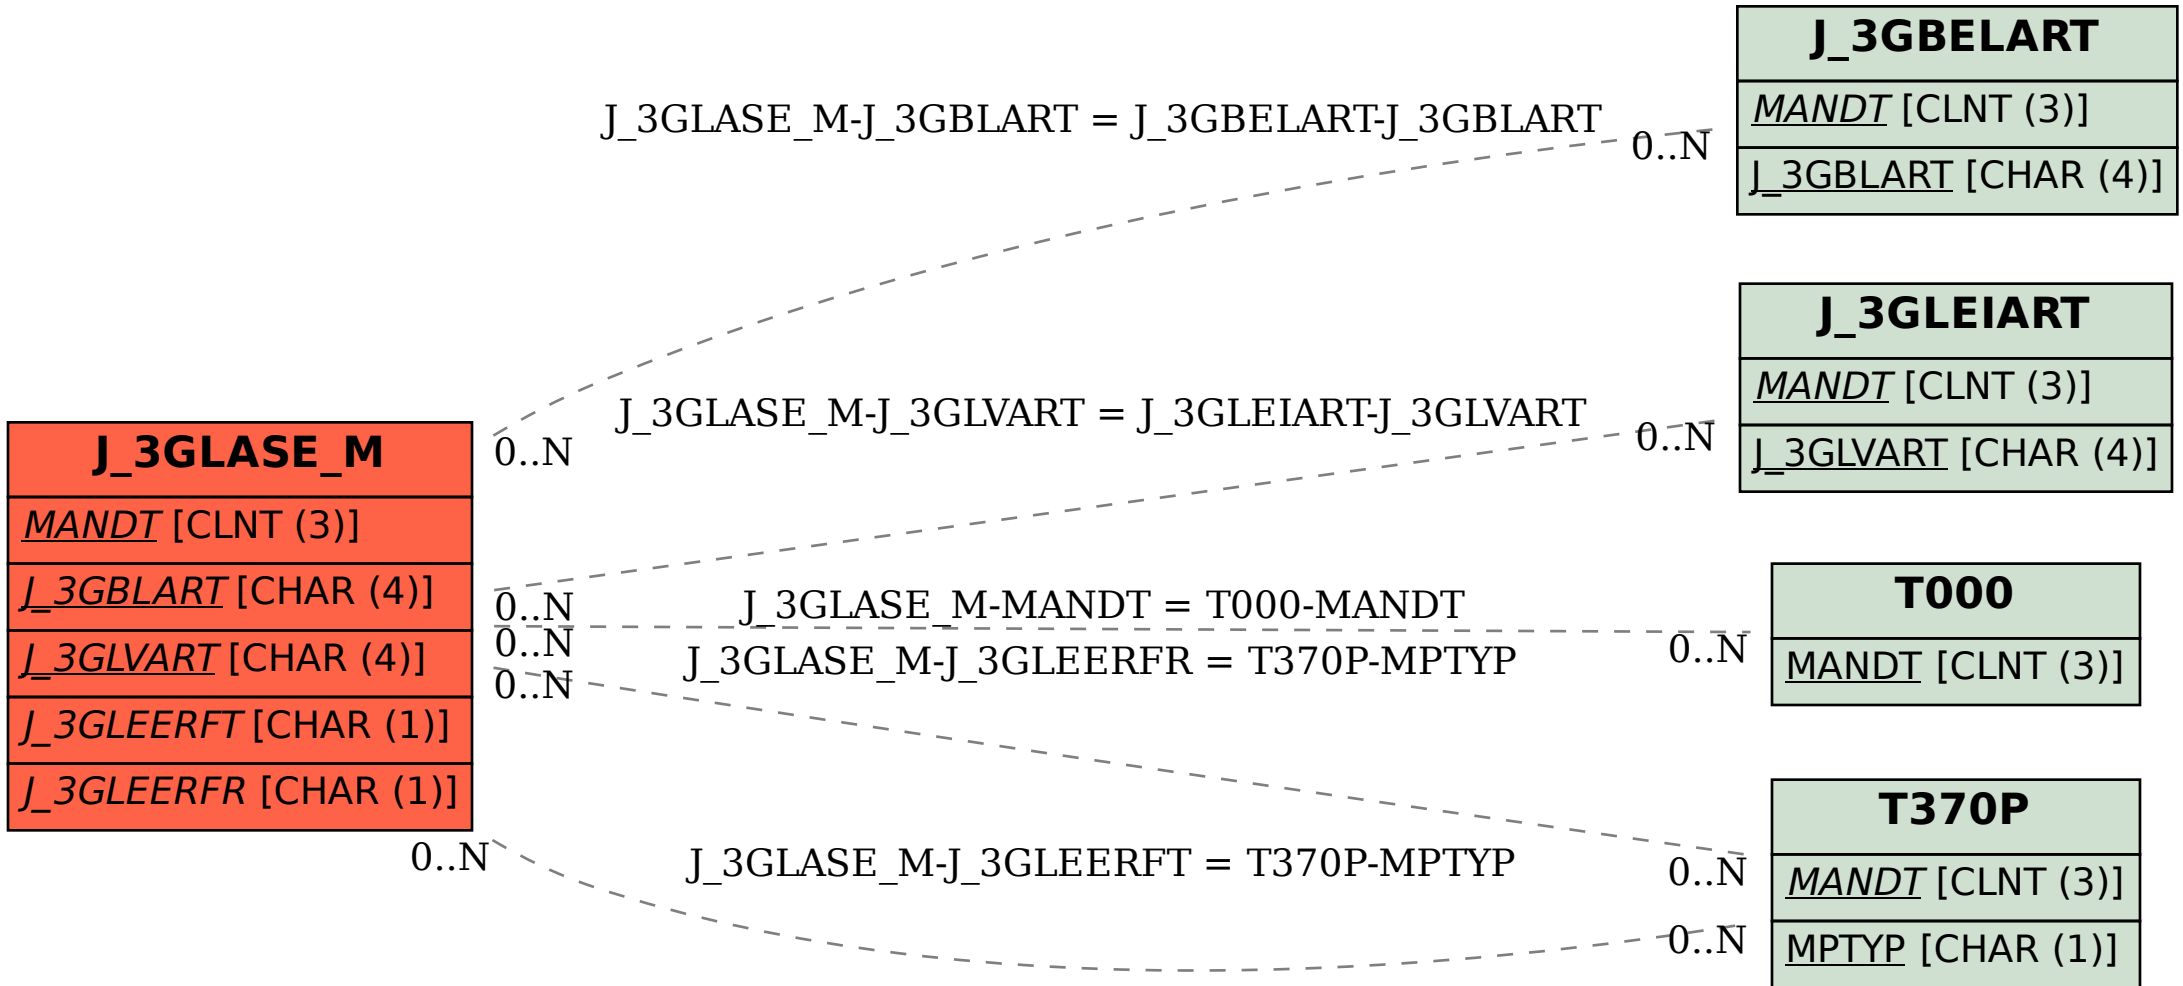 J_3GBELART
MANDT [CLNT (3)]
J_3GBLART [CHAR (4)]
J_3GLASE_M-J_3GBLART = J_3GBELART-J_3GBLART
0..N
0..N
J_3GLEIART
MANDT [CLNT (3)]
J_3GLVART [CHAR (4)]
J_3GLASE_M-J_3GLVART = J_3GLEIART-J_3GLVART
0..N
0..N
J_3GLASE_M
MANDT [CLNT (3)]
J_3GBLART [CHAR (4)]
J_3GLVART [CHAR (4)]
J_3GLEERFT [CHAR (1)]
J_3GLEERFR [CHAR (1)]
J_3GLASE_M-MANDT = T000-MANDT
0..N
0..N
T000
MANDT [CLNT (3)]
J_3GLASE_M-J_3GLEERFR = T370P-MPTYP
0..N
0..N
T370P
MANDT [CLNT (3)]
MPTYP [CHAR (1)]
J_3GLASE_M-J_3GLEERFT = T370P-MPTYP
0..N
0..N